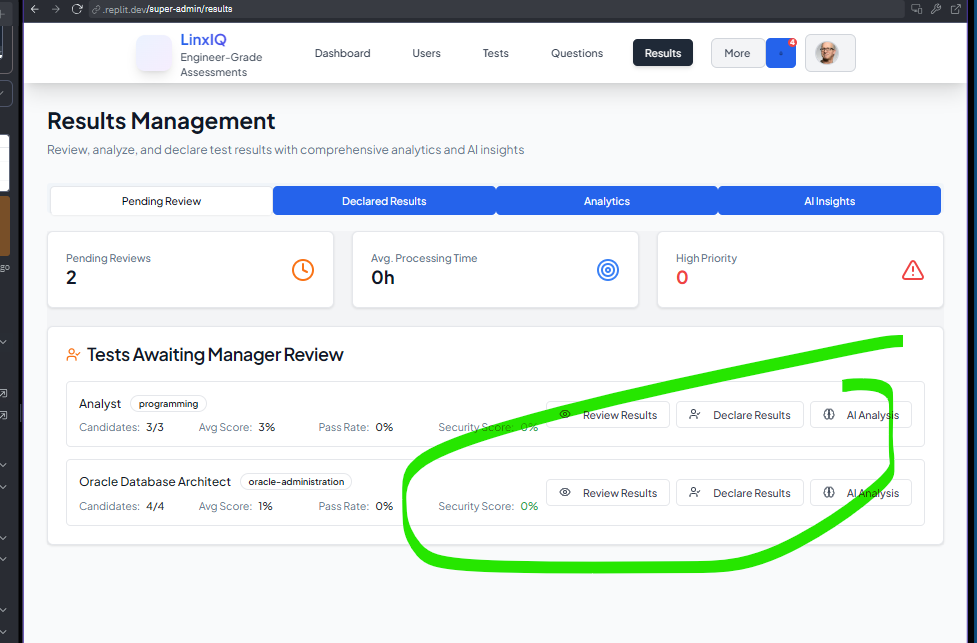 .replit.dev/super-admin/results
LinxIQ
Engineer-Grade
Assessments
Dashboard Users Tests Questions Results More 4
Results Management
Review, analyze, and declare test results with comprehensive analytics and AI insights
Pending Review Declared Results Analytics AI Insights
Pending Reviews
2
Avg. Processing Time
0h
High Priority
0
go
Tests Awaiting Manager Review
Analyst programming
Candidates: 3/3 Avg Score: 3% Pass Rate: 0% Security Score: 0%
Review Results Declare Results AI Analysis
Oracle Database Architect oracle-administration
Candidates: 4/4 Avg Score: 1% Pass Rate: 0% Security Score: 0%
Review Results Declare Results AI Analysis